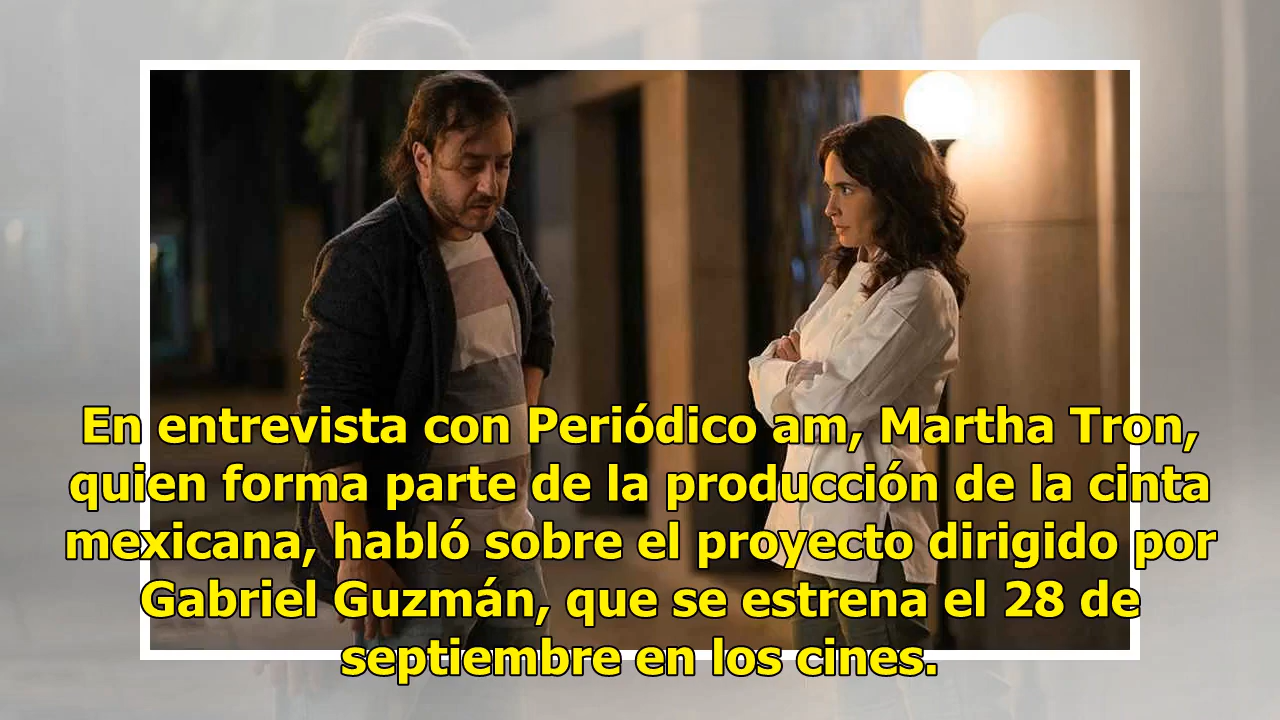 En entrevista con Periódico am, Martha Tron,
quien forma parte de la producción de la cinta
mexicana, habló sobre el proyecto dirigido por
Gabriel Guzmán, que se estrena el 28 de
septiembre en los cines.